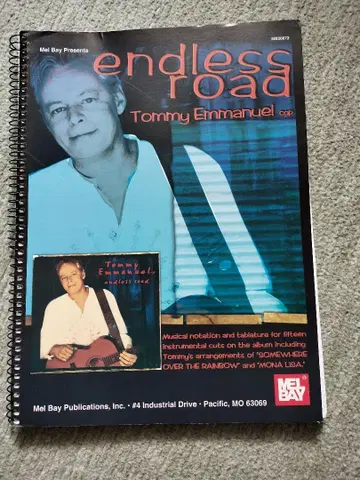 Mel Bay Presents
endless
road
Tommy Emmanuel CGP
Tommy
Emmanuel,
endless road
Musical notation and tablature for fifteen
instrumental cuts on the album including
Tommy's arrangements of "SOMEWHERE
OVER THE RAINBOW" and "MONA LISA."
MEL
BAY
Mel Bay Publications, Inc. • #4 Industrial Drive • Pacific, MO 63069